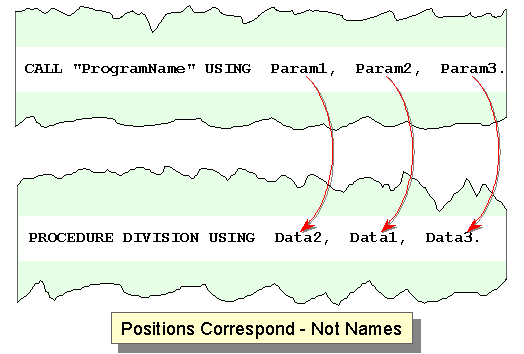 CALL "ProgramName" USING Param1, Param2, Param3.
PROCEDURE DIVISION USING Data2, Data1, Data3.
Positions Correspond - Not Names